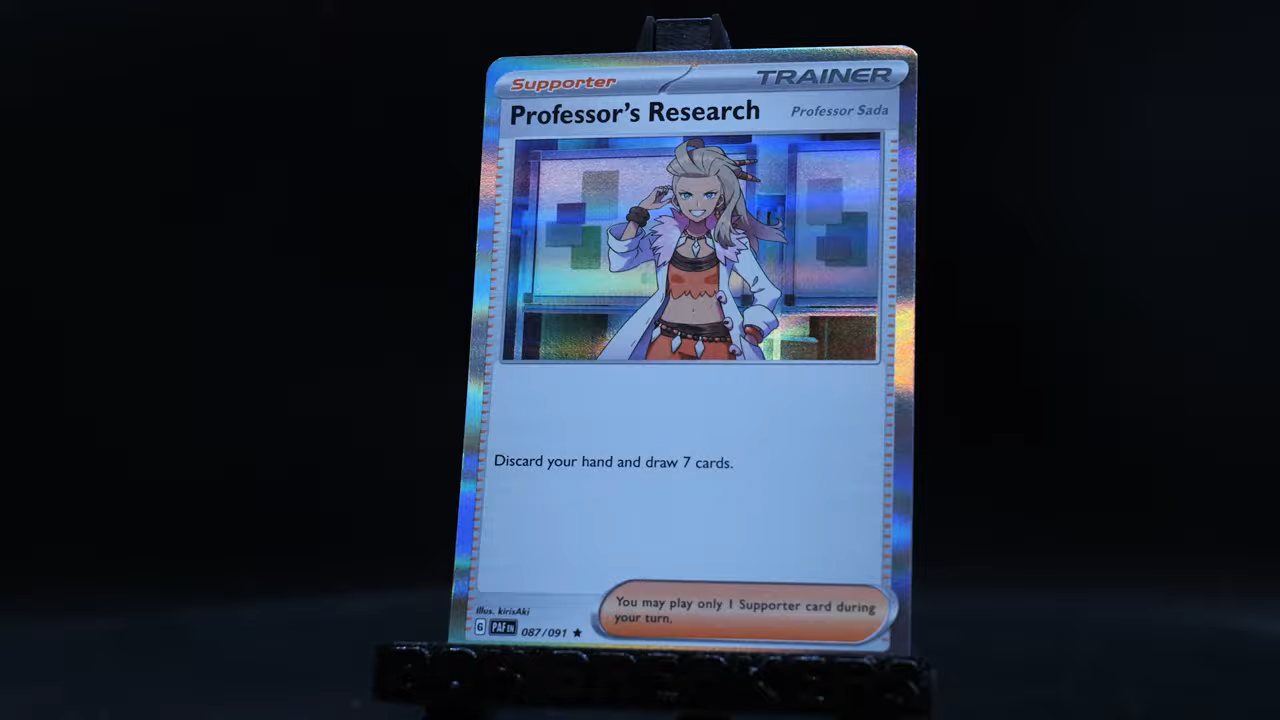 Supporter
TRAINER
Professor's Research
Professor Sada
Discard your hand and draw 7 cards.
You may play only 1 Supporter card during
your turn.
Illus. kirisAki
G PAF EN 087/091 ★